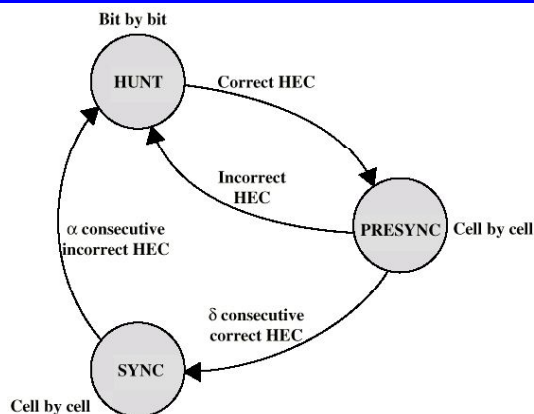 Bit by bit
HUNT
Correct HEC
Incorrect
HEC
PRESYNC
Cell by cell
α consecutive
incorrect HEC
δ consecutive
correct HEC
SYNC
Cell by cell